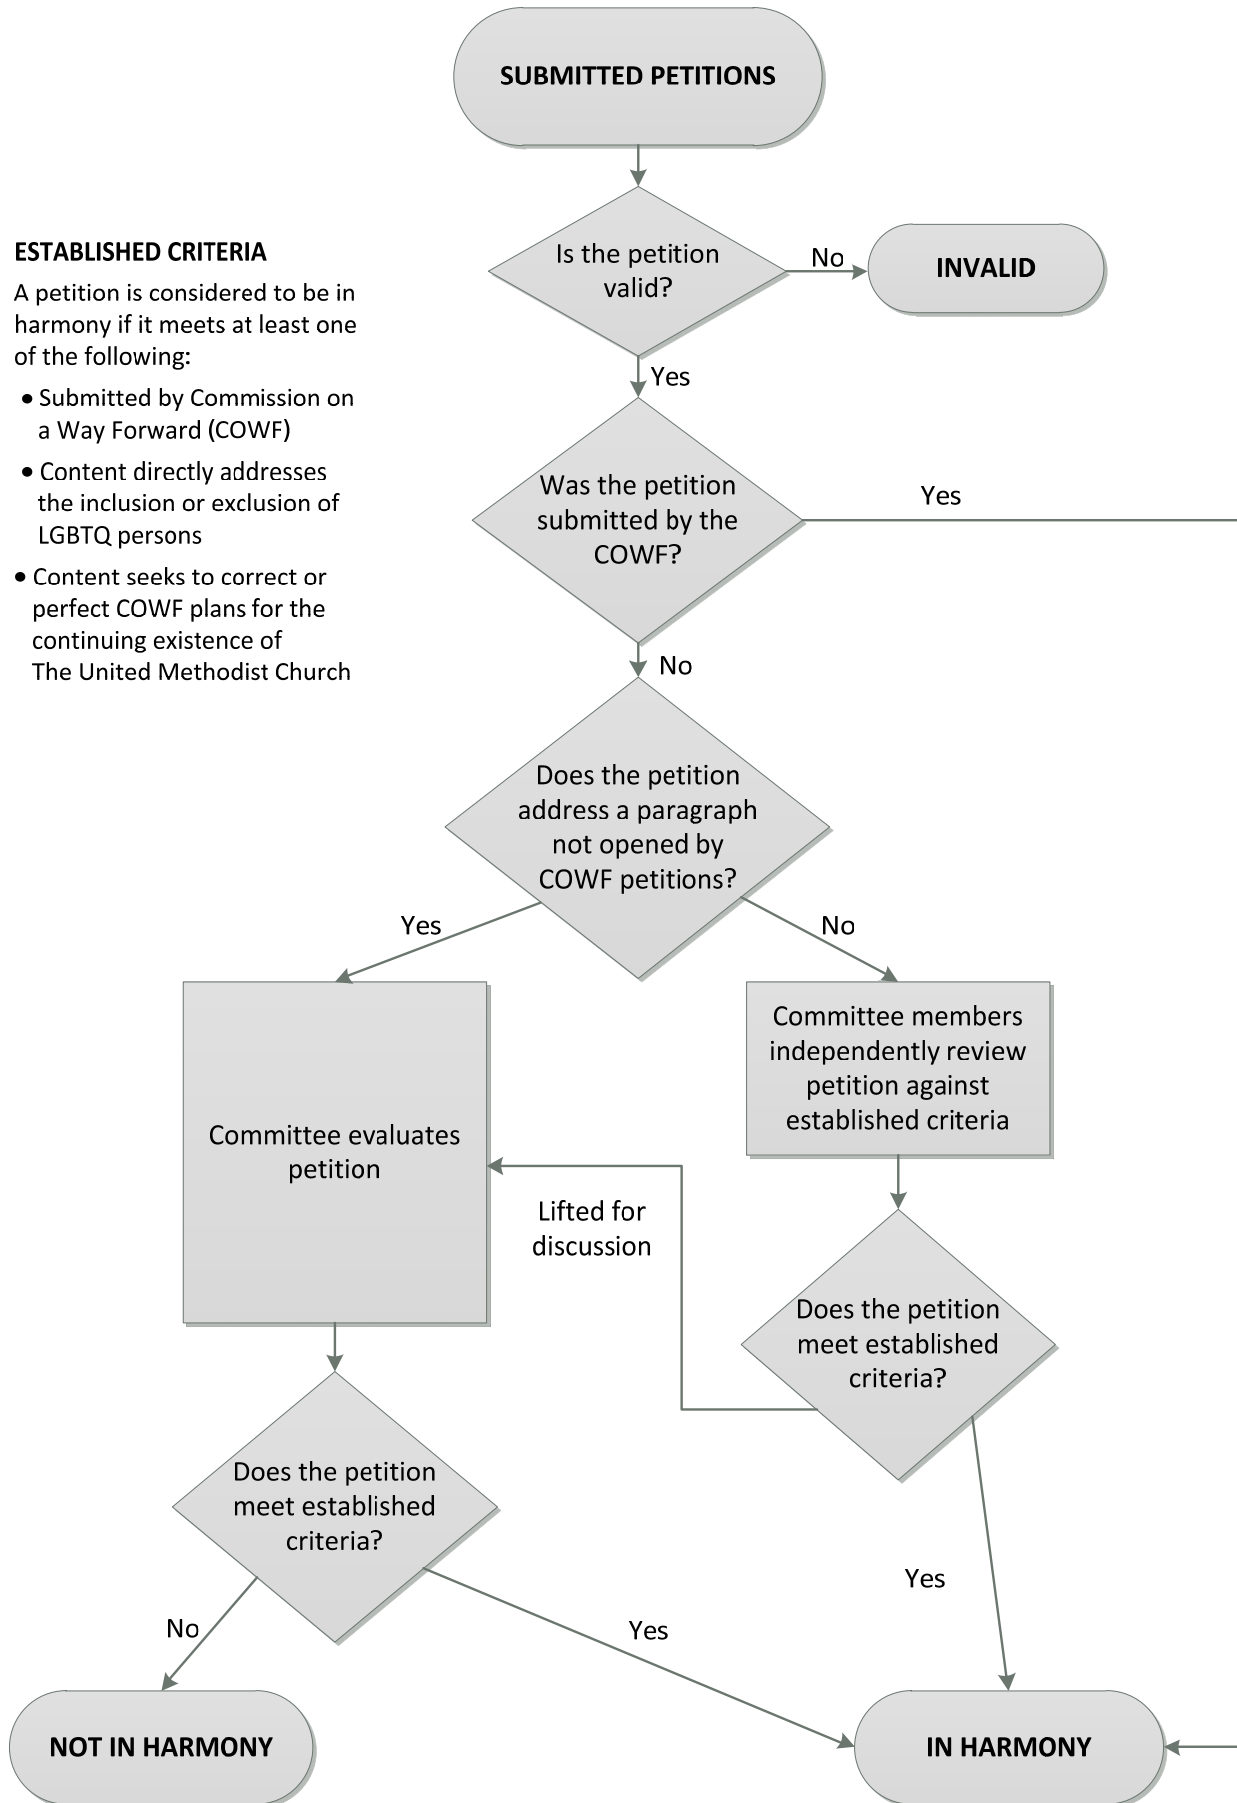 SUBMITTED PETITIONS
Is the petition
valid?
No
INVALID
ESTABLISHED CRITERIA
A petition is considered to be in
harmony if it meets at least one
of the following:
• Submitted by Commission on
a Way Forward (COWF)
• Content directly addresses
the inclusion or exclusion of
LGBTQ persons
• Content seeks to correct or
perfect COWF plans for the
continuing existence of
The United Methodist Church
Yes
Was the petition
submitted by the
COWF?
Yes
No
Does the petition
address a paragraph
not opened by
COWF petitions?
Yes
No
Committee evaluates
petition
Committee members
independently review
petition against
established criteria
Lifted for
discussion
Does the petition
meet established
criteria?
Does the petition
meet established
criteria?
No
Yes
Yes
NOT IN HARMONY
IN HARMONY